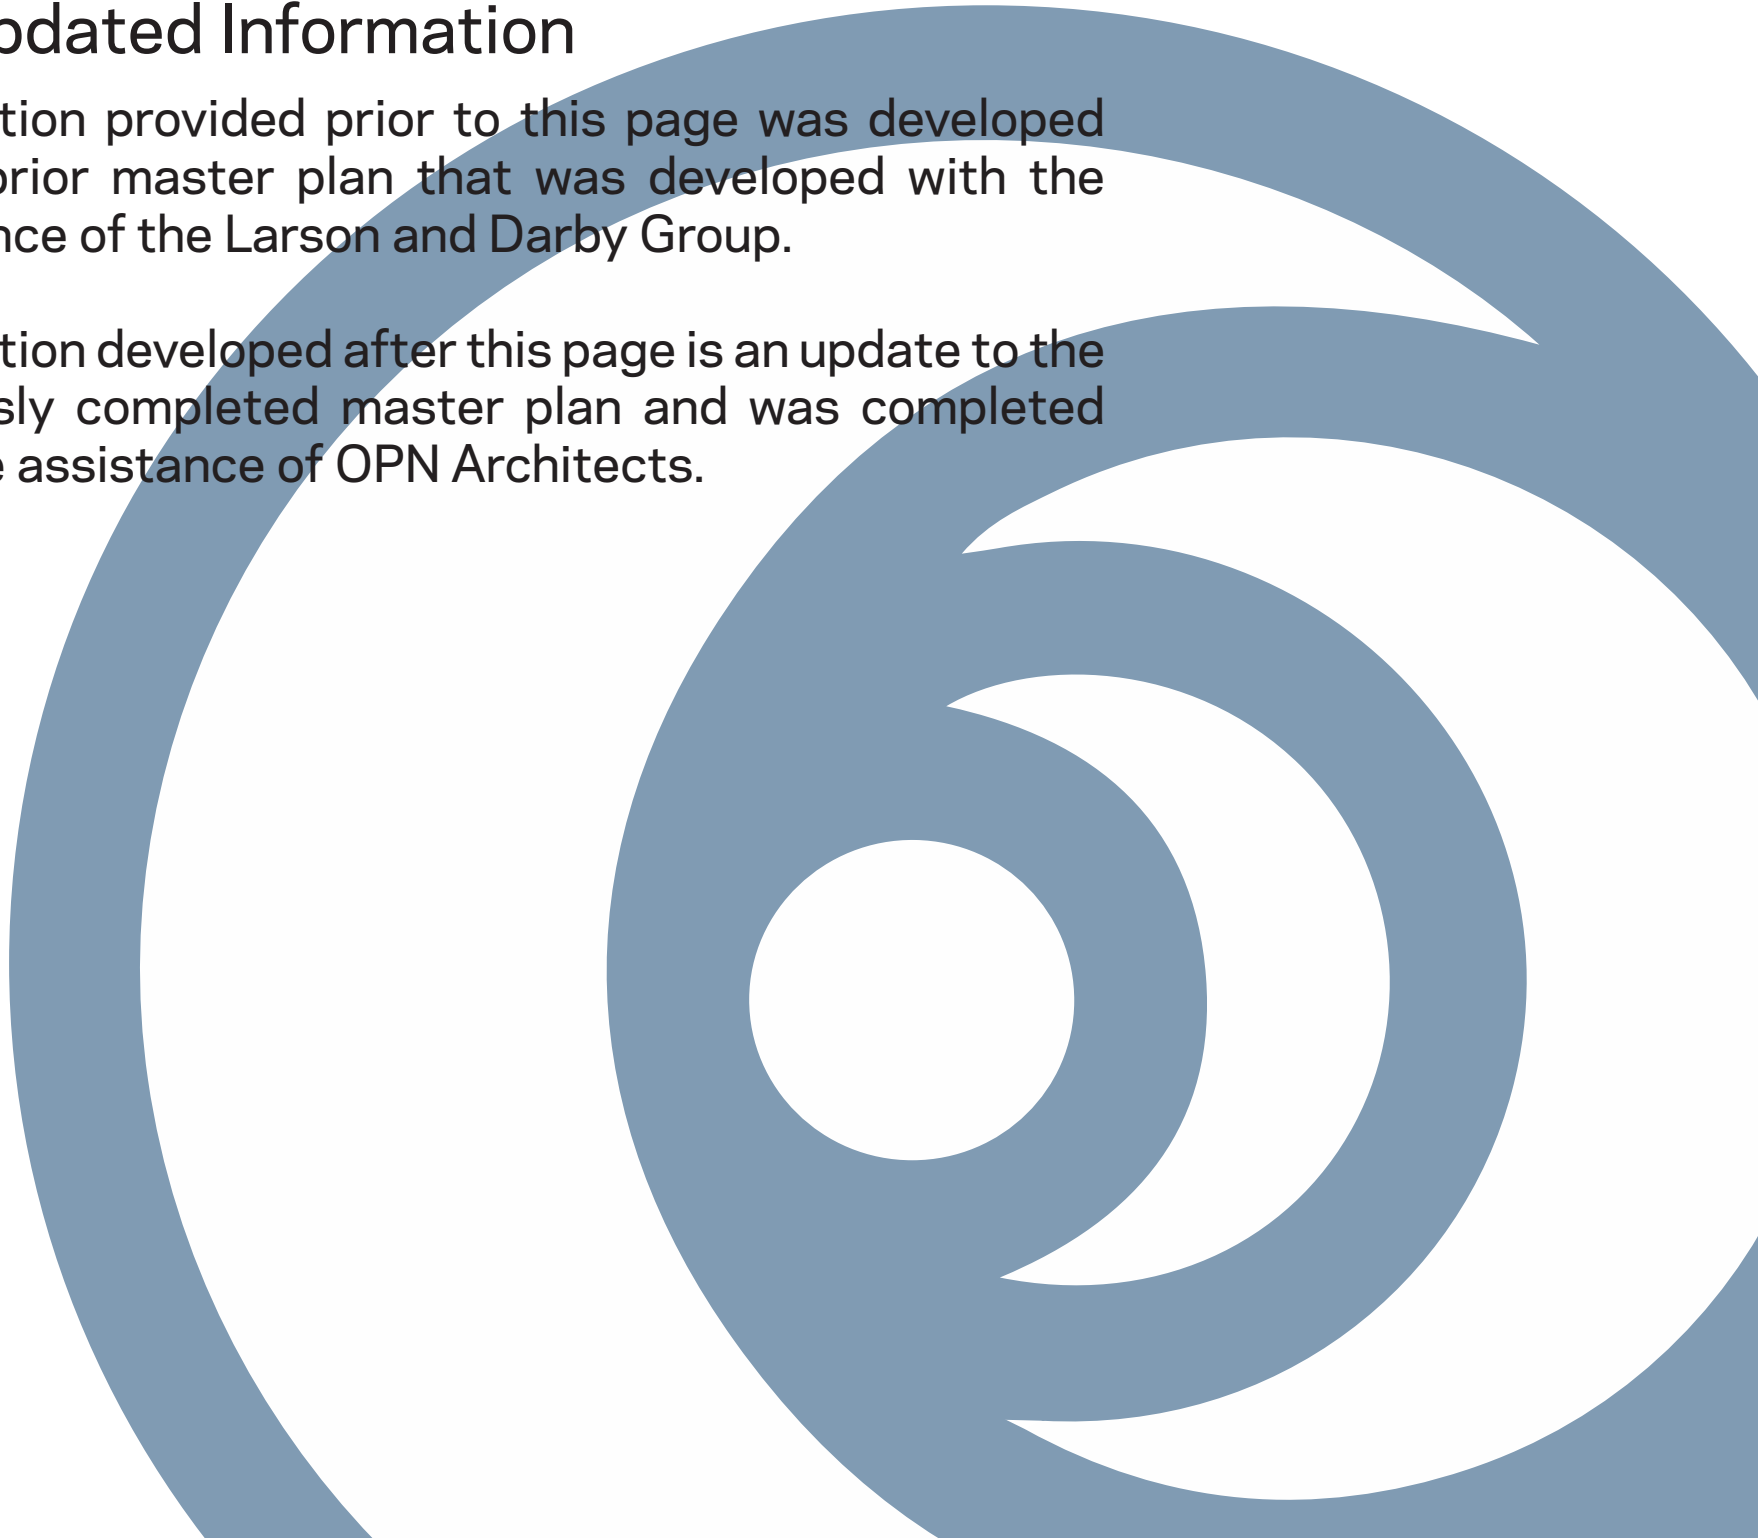 pdated Information
tion provided prior to this page was developed
prior master plan that was developed with the
nce of the Larson and Darby Group.
tion developed after this page is an update to the
sly completed master plan and was completed
e assistance of OPN Architects.